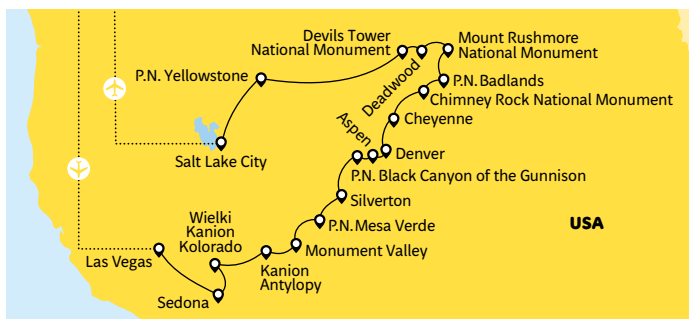 Devils Tower
National Monument
Mount Rushmore
National Monument
P.N. Yellowstone
Deadwood
P.N. Badlands
Chimney Rock National Monument
Cheyenne
Aspen
Denver
Salt Lake City
P.N. Black Canyon of the Gunnison
Silverton
P.N. Mesa Verde
USA
Wielki
Kanion
Kolorado
Monument Valley
Las Vegas
Kanion
Antylopy
Sedona